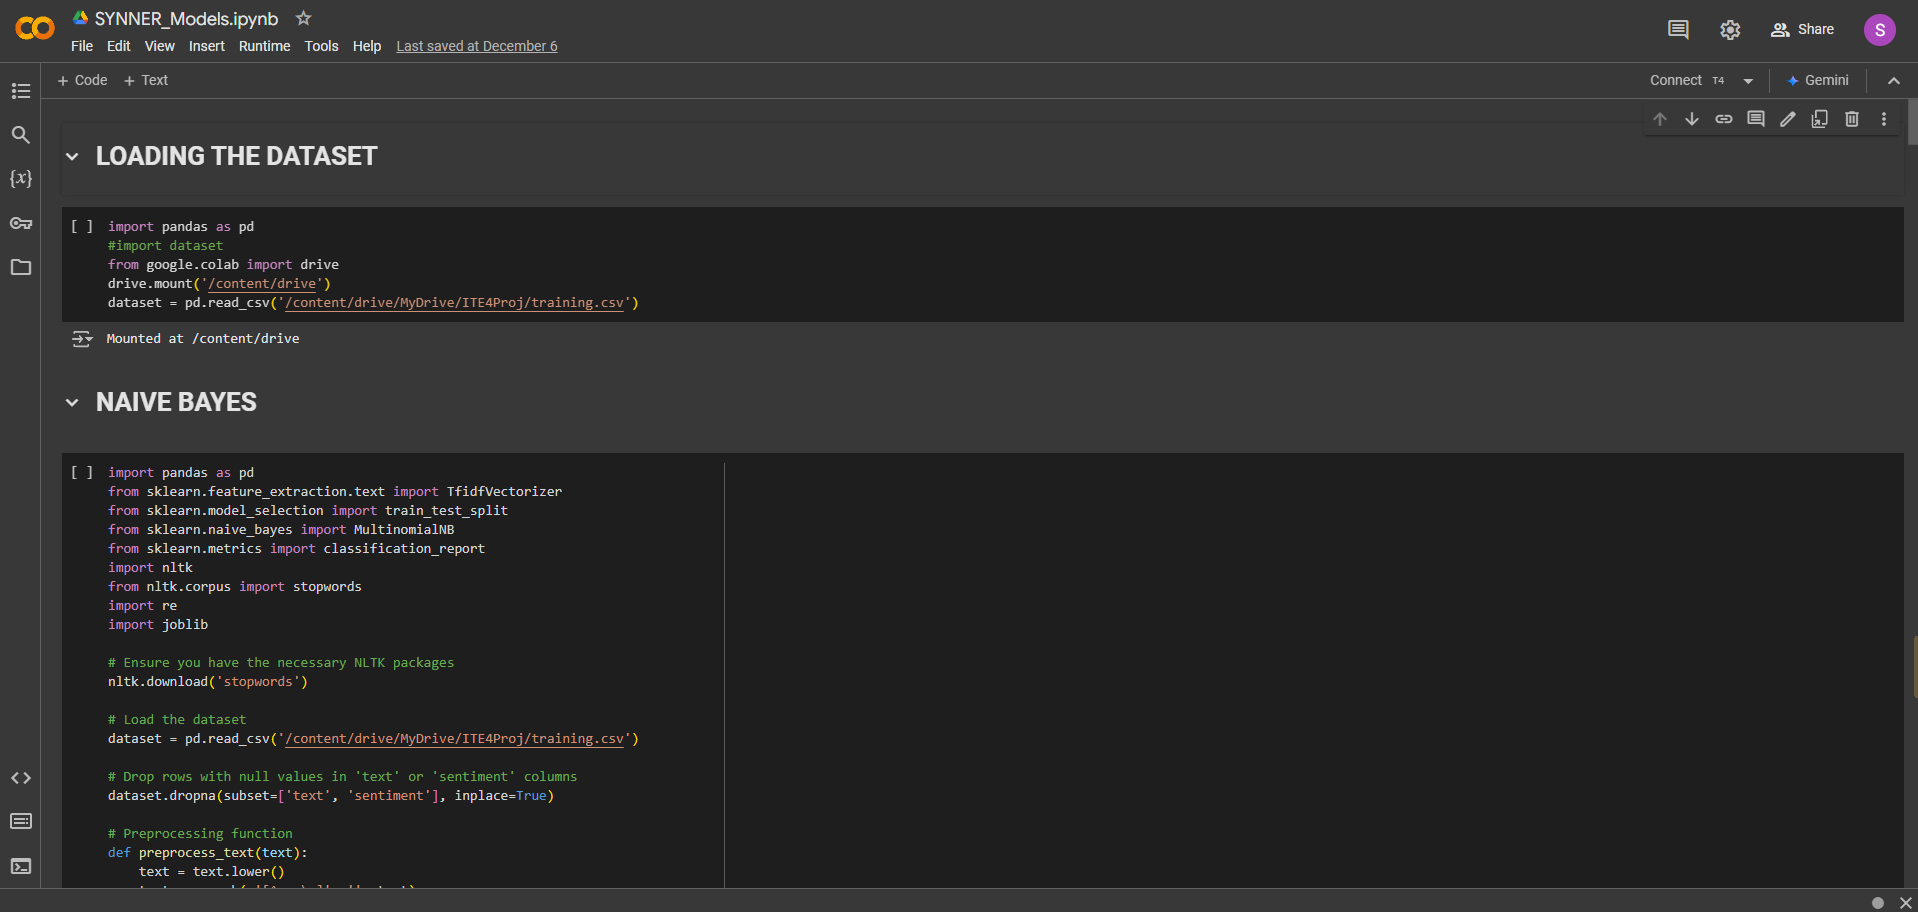 SYNNER_Models.ipynb
File Edit View Insert Runtime Tools Help Last saved at December 6
Share
S
+ Code + Text
Connect T4
Gemini
LOADING THE DATASET
[ ] import pandas as pd
#import dataset
from google.colab import drive
drive.mount('/content/drive')
dataset = pd.read_csv('/content/drive/MyDrive/ITE4Proj/training.csv')
Mounted at /content/drive
NAIVE BAYES
[ ] import pandas as pd
from sklearn.feature_extraction.text import TfidfVectorizer
from sklearn.model_selection import train_test_split
from sklearn.naive_bayes import MultinomialNB
from sklearn.metrics import classification_report
import nltk
from nltk.corpus import stopwords
import re
import joblib
# Ensure you have the necessary NLTK packages
nltk.download('stopwords')
# Load the dataset
dataset = pd.read_csv('/content/drive/MyDrive/ITE4Proj/training.csv')
# Drop rows with null values in 'text' or 'sentiment' columns
dataset.dropna(subset=['text', 'sentiment'], inplace=True)
# Preprocessing function
def preprocess_text(text):
    text = text.lower()